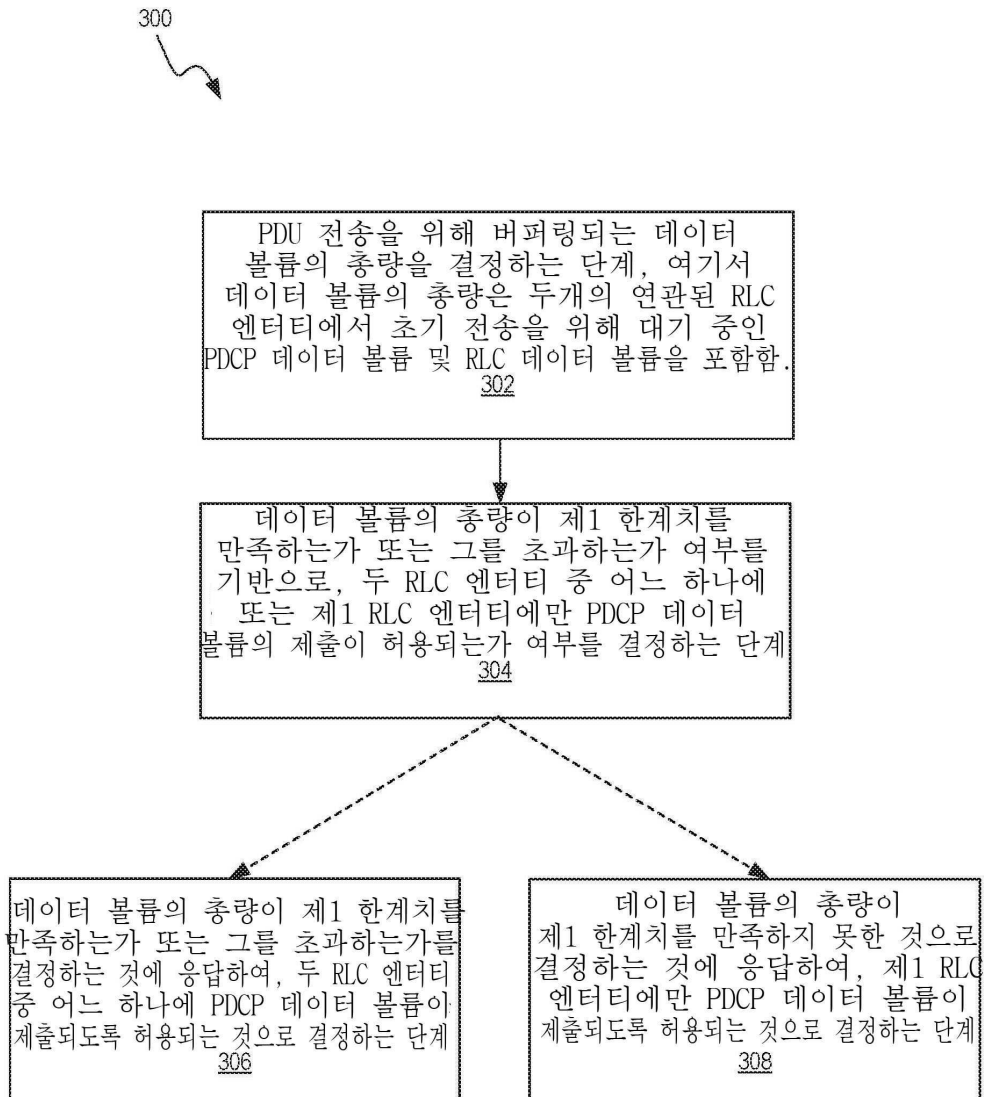 300
PDU 전송을 위해 버퍼링되는 데이터
볼륨의 총량을 결정하는 단계, 여기서
데이터 볼륨의 총량은 두개의 연관된 RLC
엔터티에서 초기 전송을 위해 대기 중인
PDCP 데이터 볼륨 및 RLC 데이터 볼륨을 포함함.
302
데이터 볼륨의 총량이 제1 한계치를
만족하는가 또는 그를 초과하는가 여부를
기반으로, 두 RLC 엔터티 중 어느 하나에
또는 제1 RLC 엔터티에만 PDCP 데이터
볼륨의 제출이 허용되는가 여부를 결정하는 단계
304
데이터 볼륨의 총량이 제1 한계치를
만족하는가 또는 그를 초과하는가를
결정하는 것에 응답하여, 두 RLC 엔터티
중 어느 하나에 PDCP 데이터 볼륨이
제출되도록 허용되는 것으로 결정하는 단계
306
데이터 볼륨의 총량이
제1 한계치를 만족하지 못한 것으로
결정하는 것에 응답하여, 제1 RLC
엔터티에만 PDCP 데이터 볼륨이
제출되도록 허용되는 것으로 결정하는 단계
308